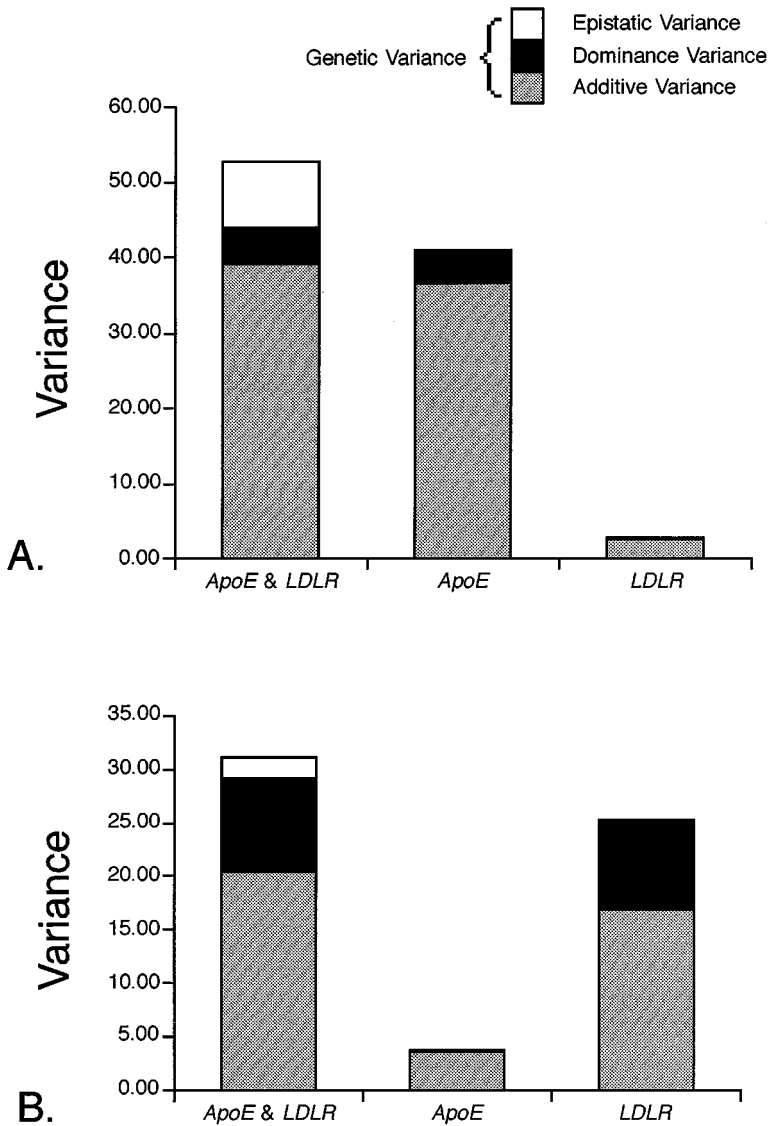 Epistatic Variance
Genetic Variance
Dominance Variance
Additive Variance
60.00
50.00
40.00
30.00
20.00
10.00
0.00
Variance
A.
ApoE & LDLR
ApoE
LDLR
35.00
30.00
25.00
20.00
15.00
10.00
5.00
0.00
Variance
B.
ApoE & LDLR
ApoE
LDLR